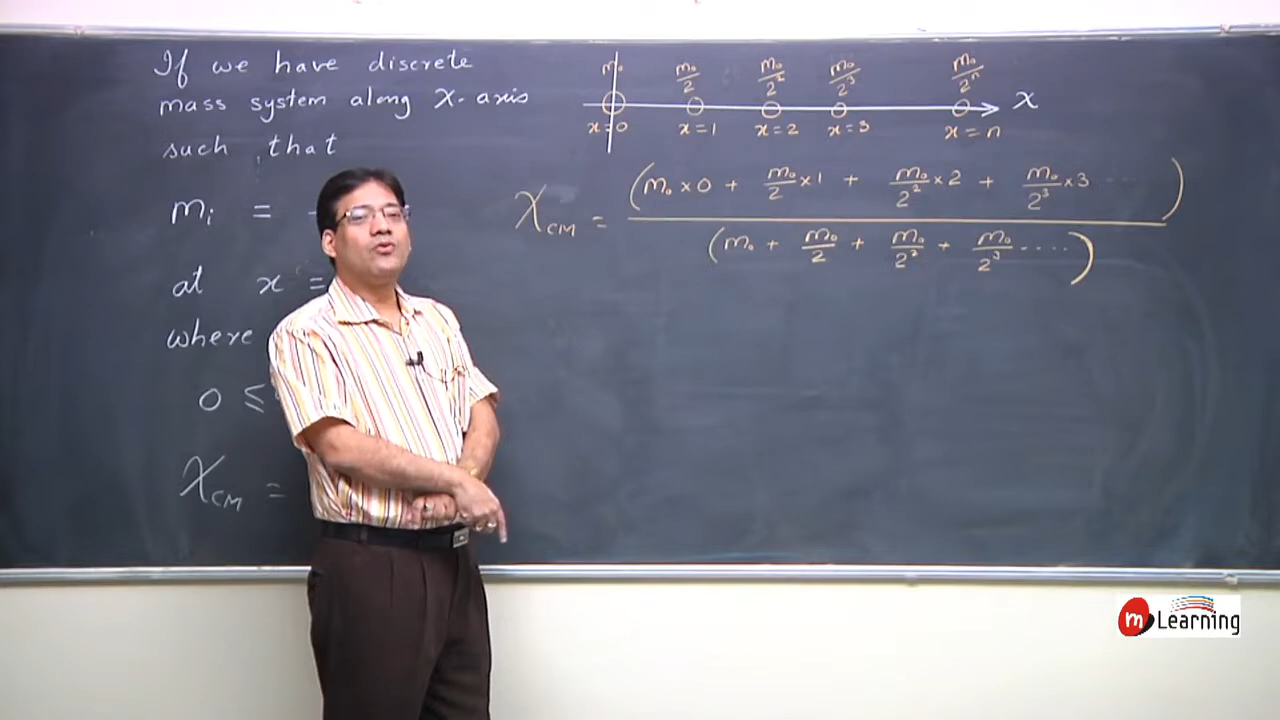 If we have discrete
mass system along X-axis
such that
m_i =
at x =
where
0 ≤
X_CM =
m₀ m₀/2 m₀/2² m₀/2³ m₀/2ⁿ
x=0 x=1 x=2 x=3 x=n
x
X_CM = (m₀×0 + m₀/2 ×1 + m₀/2² ×2 + m₀/2³ ×3 ...) / (m₀ + m₀/2 + m₀/2² + m₀/2³ .....)
m Learning